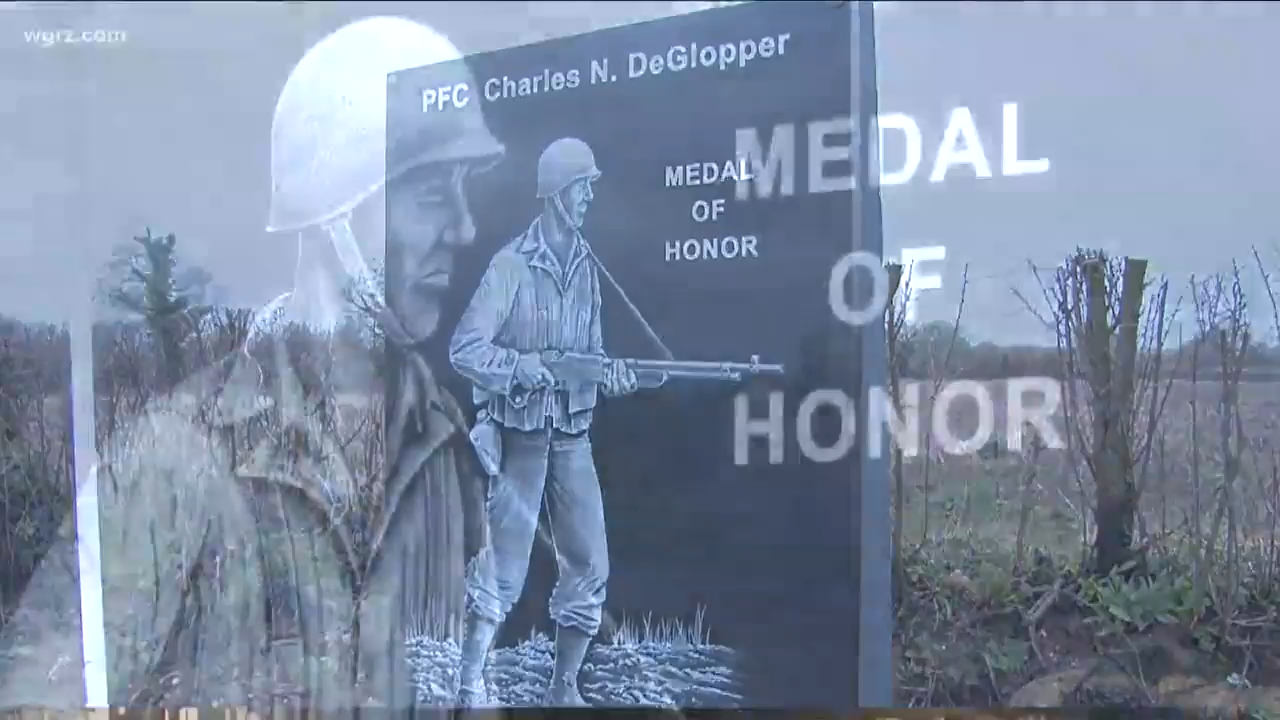 wgrz.com
PFC Charles N. DeGlopper
MEDAL
OF
HONOR
MEDAL
OF
HONOR